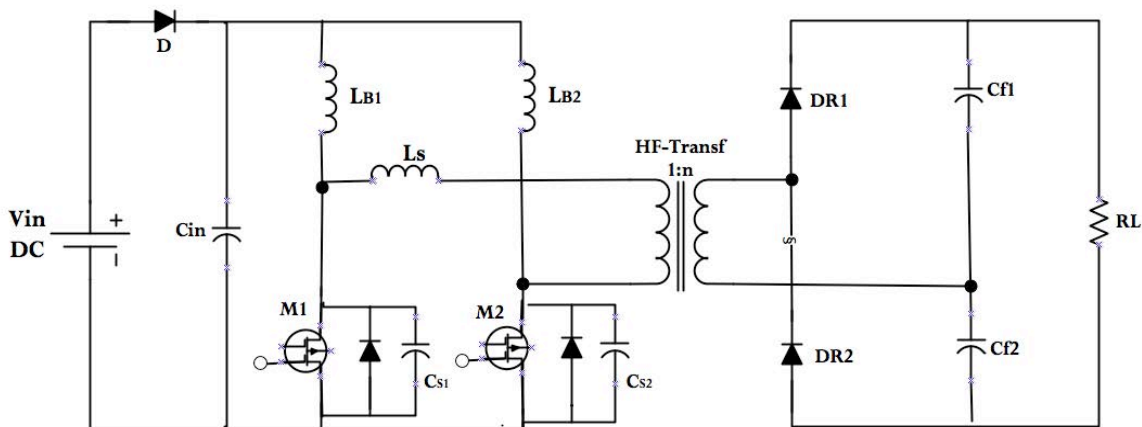 D
LB1
LB2
Cf1
DR1
HF-Transf
1:n
Ls
Vin
DC
+
Cin
RL
S
M1
M2
DR2
Cf2
CS1
CS2